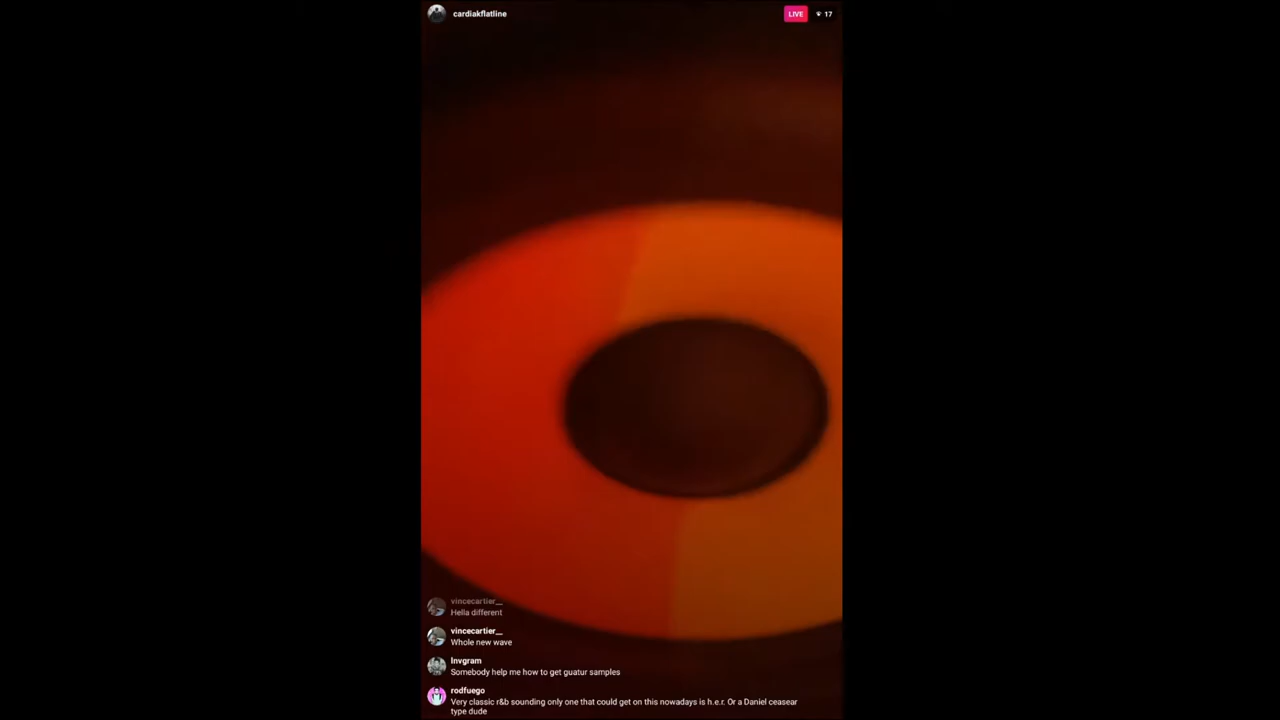 cardiakflatline
LIVE
17
vincecartier__
Hella different
vincecartier__
Whole new wave
lnvgram
Somebody help me how to get guatur samples
rodfuego
Very classic r&b sounding only one that could get on this nowadays is h.e.r. Or a Daniel ceasear
type dude